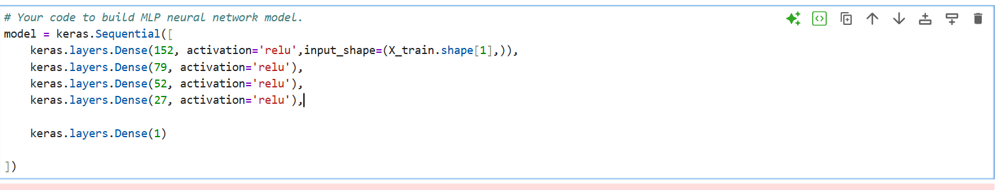 # Your code to build MLP neural network model.
model = keras.Sequential([
    keras.layers.Dense(152, activation='relu',input_shape=(X_train.shape[1],)),
    keras.layers.Dense(79, activation='relu'),
    keras.layers.Dense(52, activation='relu'),
    keras.layers.Dense(27, activation='relu'),
    keras.layers.Dense(1)
])